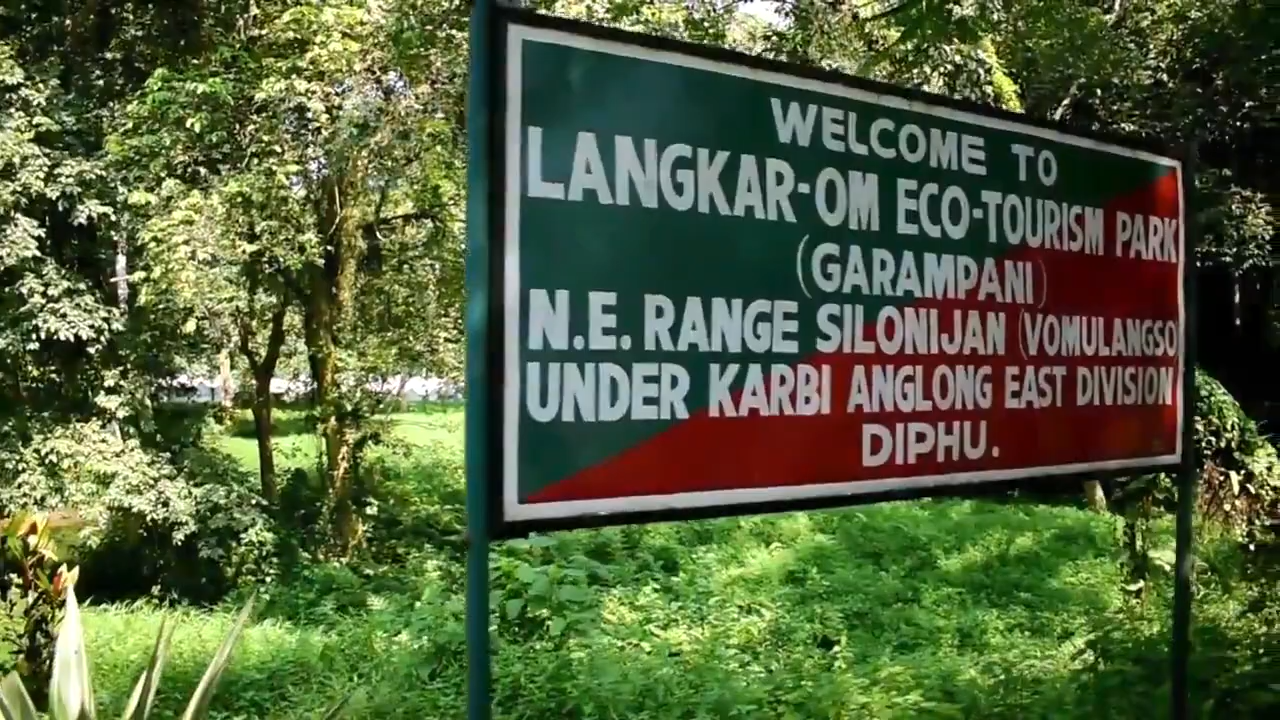 WELCOME TO
LANGKAR-OM ECO-TOURISM PARK
(GARAMPANI)
N.E. RANGE SILONIJAN (VOMULANGSO)
UNDER KARBI ANGLONG EAST DIVISION
DIPHU.